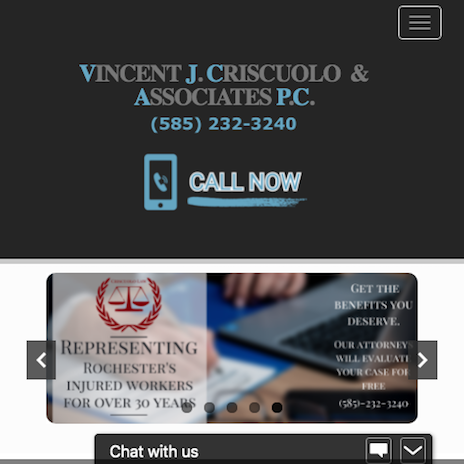 VINCENT J. CRISCUOLO &
ASSOCIATES P.C.
(585) 232-3240
CALL NOW
REPRESENTING
ROCHESTER'S
INJURED WORKERS
FOR OVER 30 YEARS
GET THE
BENEFITS YOU
DESERVE.
OUR ATTORNEY
WILL EVALUATE
YOUR CASE FOR
FREE
(585)-232-3240
Chat with us